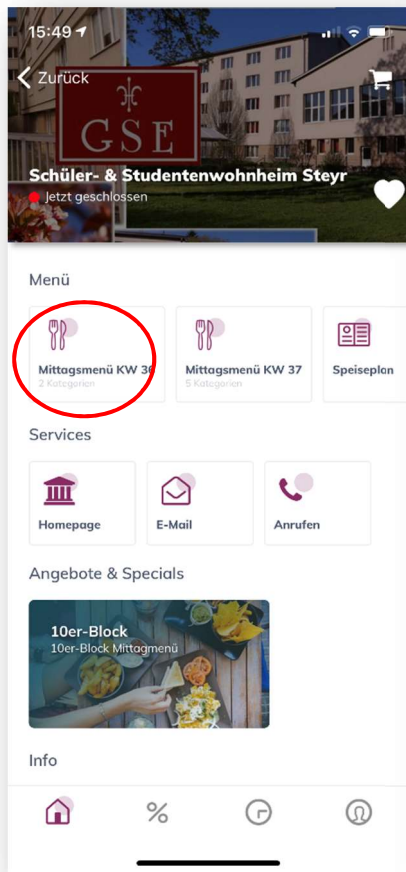 15:49
Zurück
GSE
Schüler- & Studentenwohnheim Steyr
Jetzt geschlossen
Menü
Mittagsmenü KW 36
2 Kategorien
Mittagsmenü KW 37
5 Kategorien
Speiseplan
Services
Homepage
E-Mail
Anrufen
Angebote & Specials
10er-Block
10er-Block Mittagmenü
Info